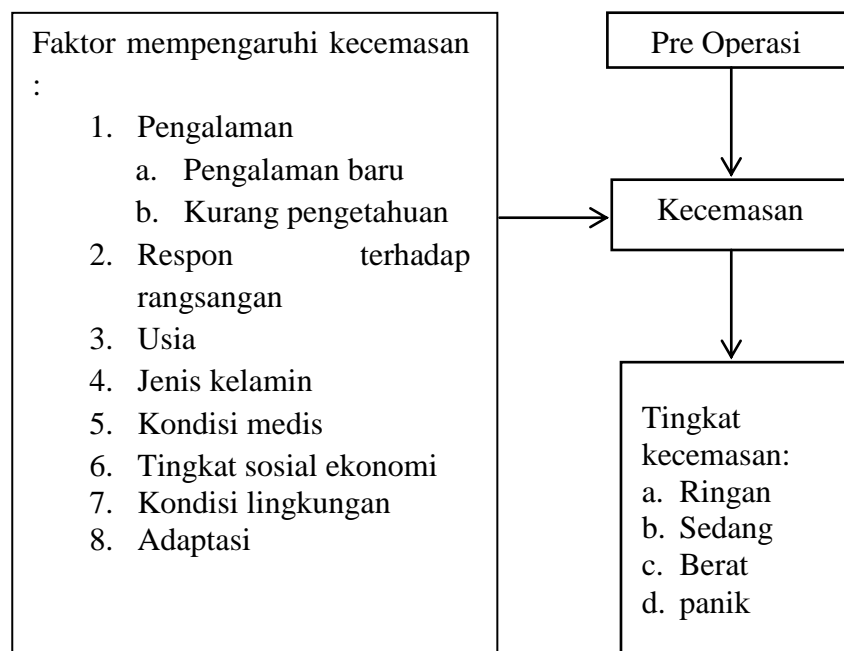 Faktor mempengaruhi kecemasan
:
1. Pengalaman
a. Pengalaman baru
b. Kurang pengetahuan
2. Respon terhadap
rangsangan
3. Usia
4. Jenis kelamin
5. Kondisi medis
6. Tingkat sosial ekonomi
7. Kondisi lingkungan
8. Adaptasi
Pre Operasi
Kecemasan
Tingkat
kecemasan:
a. Ringan
b. Sedang
c. Berat
d. panik